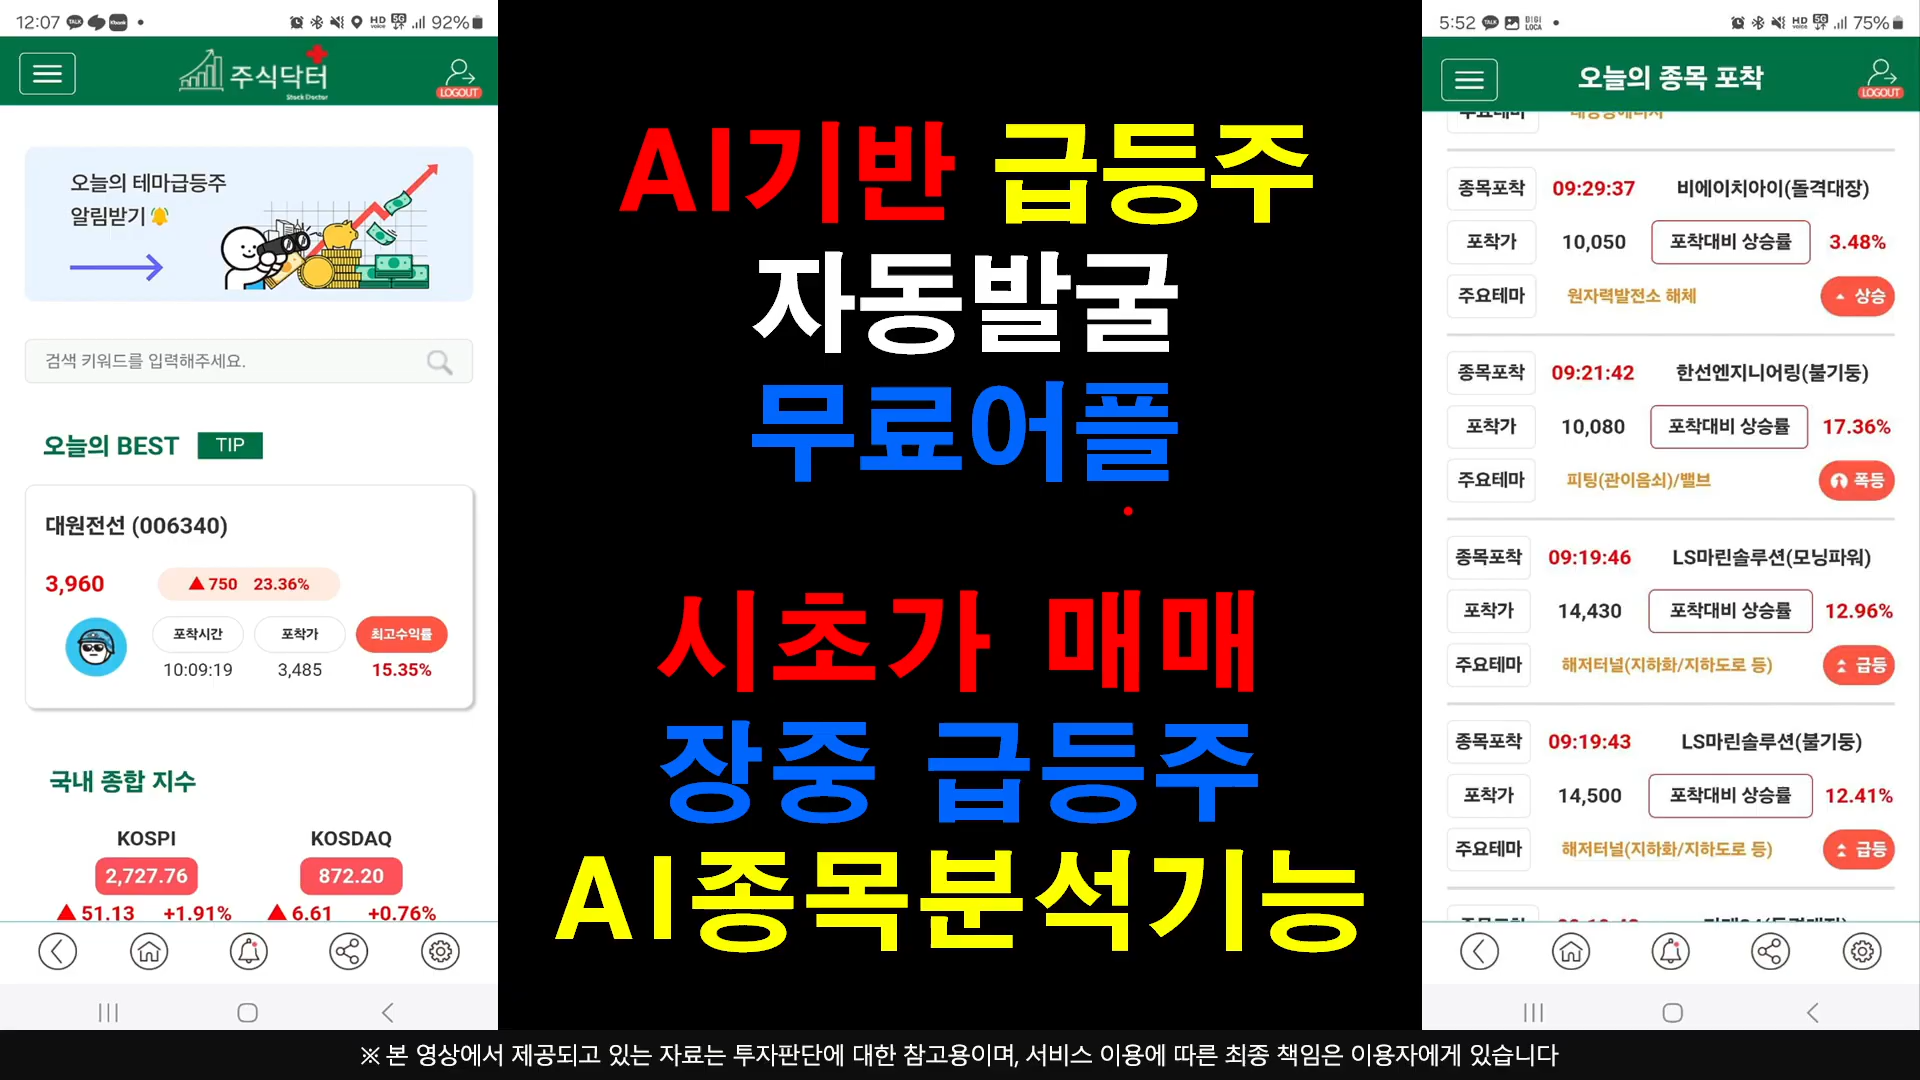 12:07 92%
주식닥터
Stock Doctor
LOGOUT
오늘의 테마급등주
알림받기
검색 키워드를 입력해주세요.
오늘의 BEST TIP
대원전선 (006340)
3,960 ▲750 23.36%
포착시간 포착가 최고수익률
10:09:19 3,485 15.35%
국내 종합 지수
KOSPI KOSDAQ
2,727.76 872.20
▲51.13 +1.91% ▲6.61 +0.76%
AI기반 급등주
자동발굴
무료어플
시초가 매매
장중 급등주
AI종목분석기능
5:52 75%
오늘의 종목 포착
LOGOUT
종목포착 09:29:37 비에이치아이(돌격대장)
포착가 10,050 포착대비 상승률 3.48%
주요테마 원자력발전소 해체 상승
종목포착 09:21:42 한선엔지니어링(불기둥)
포착가 10,080 포착대비 상승률 17.36%
주요테마 피팅(관이음쇠)/밸브 폭등
종목포착 09:19:46 LS마린솔루션(모닝파워)
포착가 14,430 포착대비 상승률 12.96%
주요테마 해저터널(지하화/지하도로 등) 급등
종목포착 09:19:43 LS마린솔루션(불기둥)
포착가 14,500 포착대비 상승률 12.41%
주요테마 해저터널(지하화/지하도로 등) 급등
※ 본 영상에서 제공되고 있는 자료는 투자판단에 대한 참고용이며, 서비스 이용에 따른 최종 책임은 이용자에게 있습니다